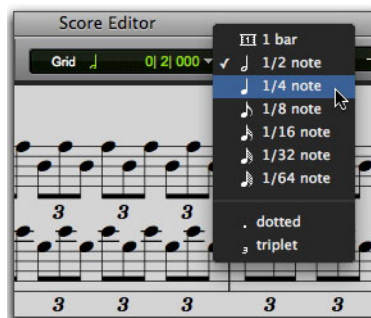 Score Editor
Grid 0| 2| 000
1 bar
✓ 1/2 note
1/4 note
1/8 note
1/16 note
1/32 note
1/64 note
. dotted
3 triplet
3 3 3
3 3 3 3 3